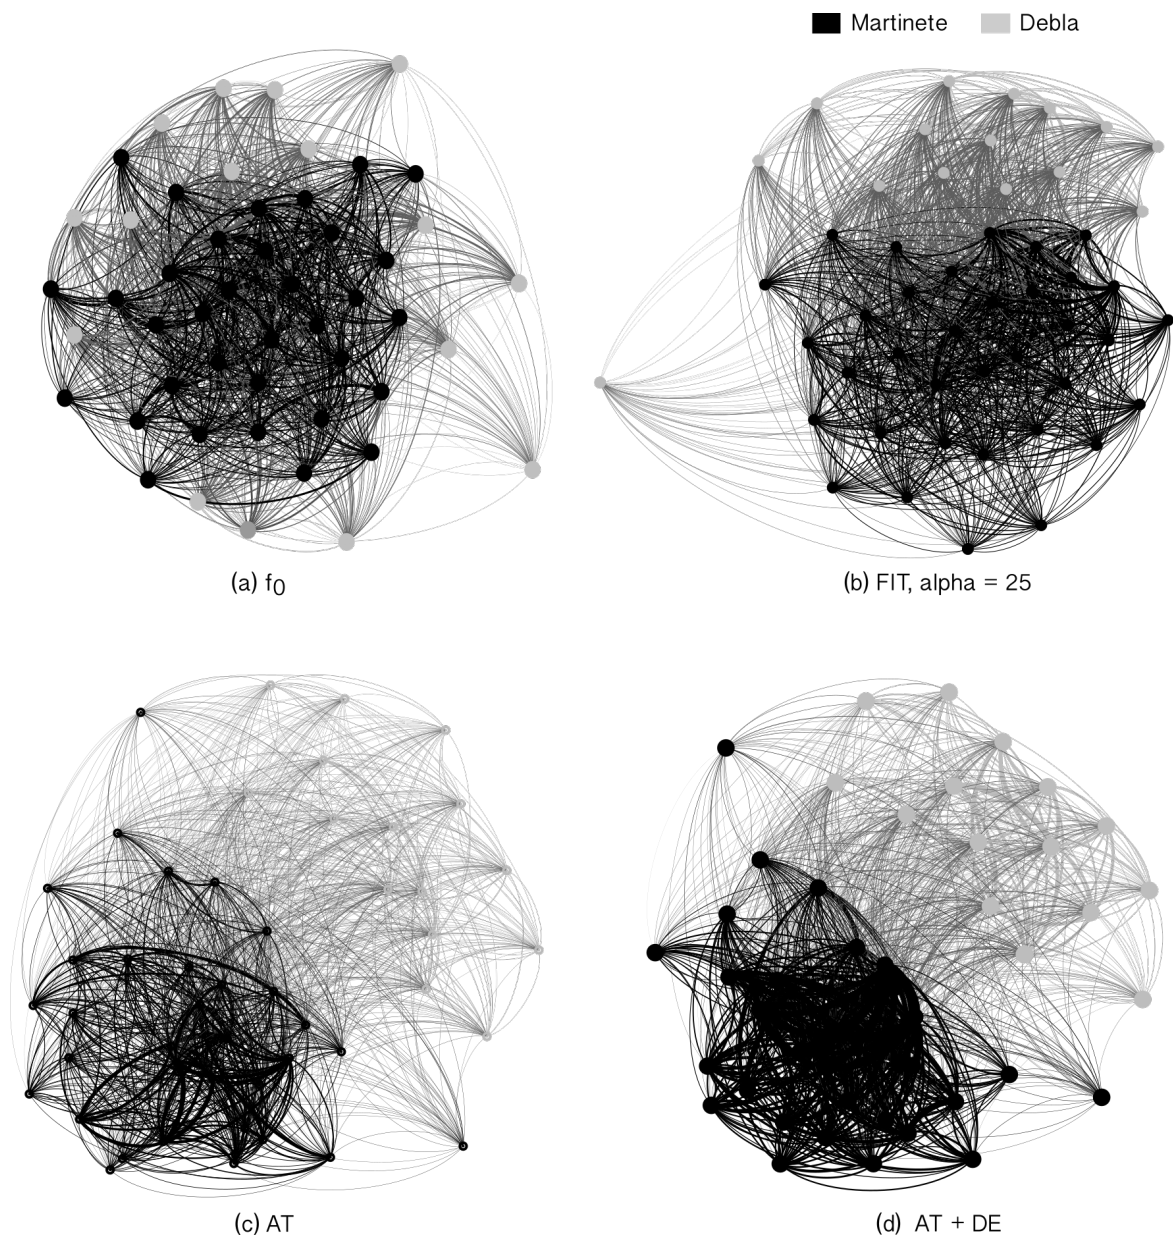 Martinete Debla
(a) f0 (b) FIT, alpha = 25
(c) AT (d) AT + DE